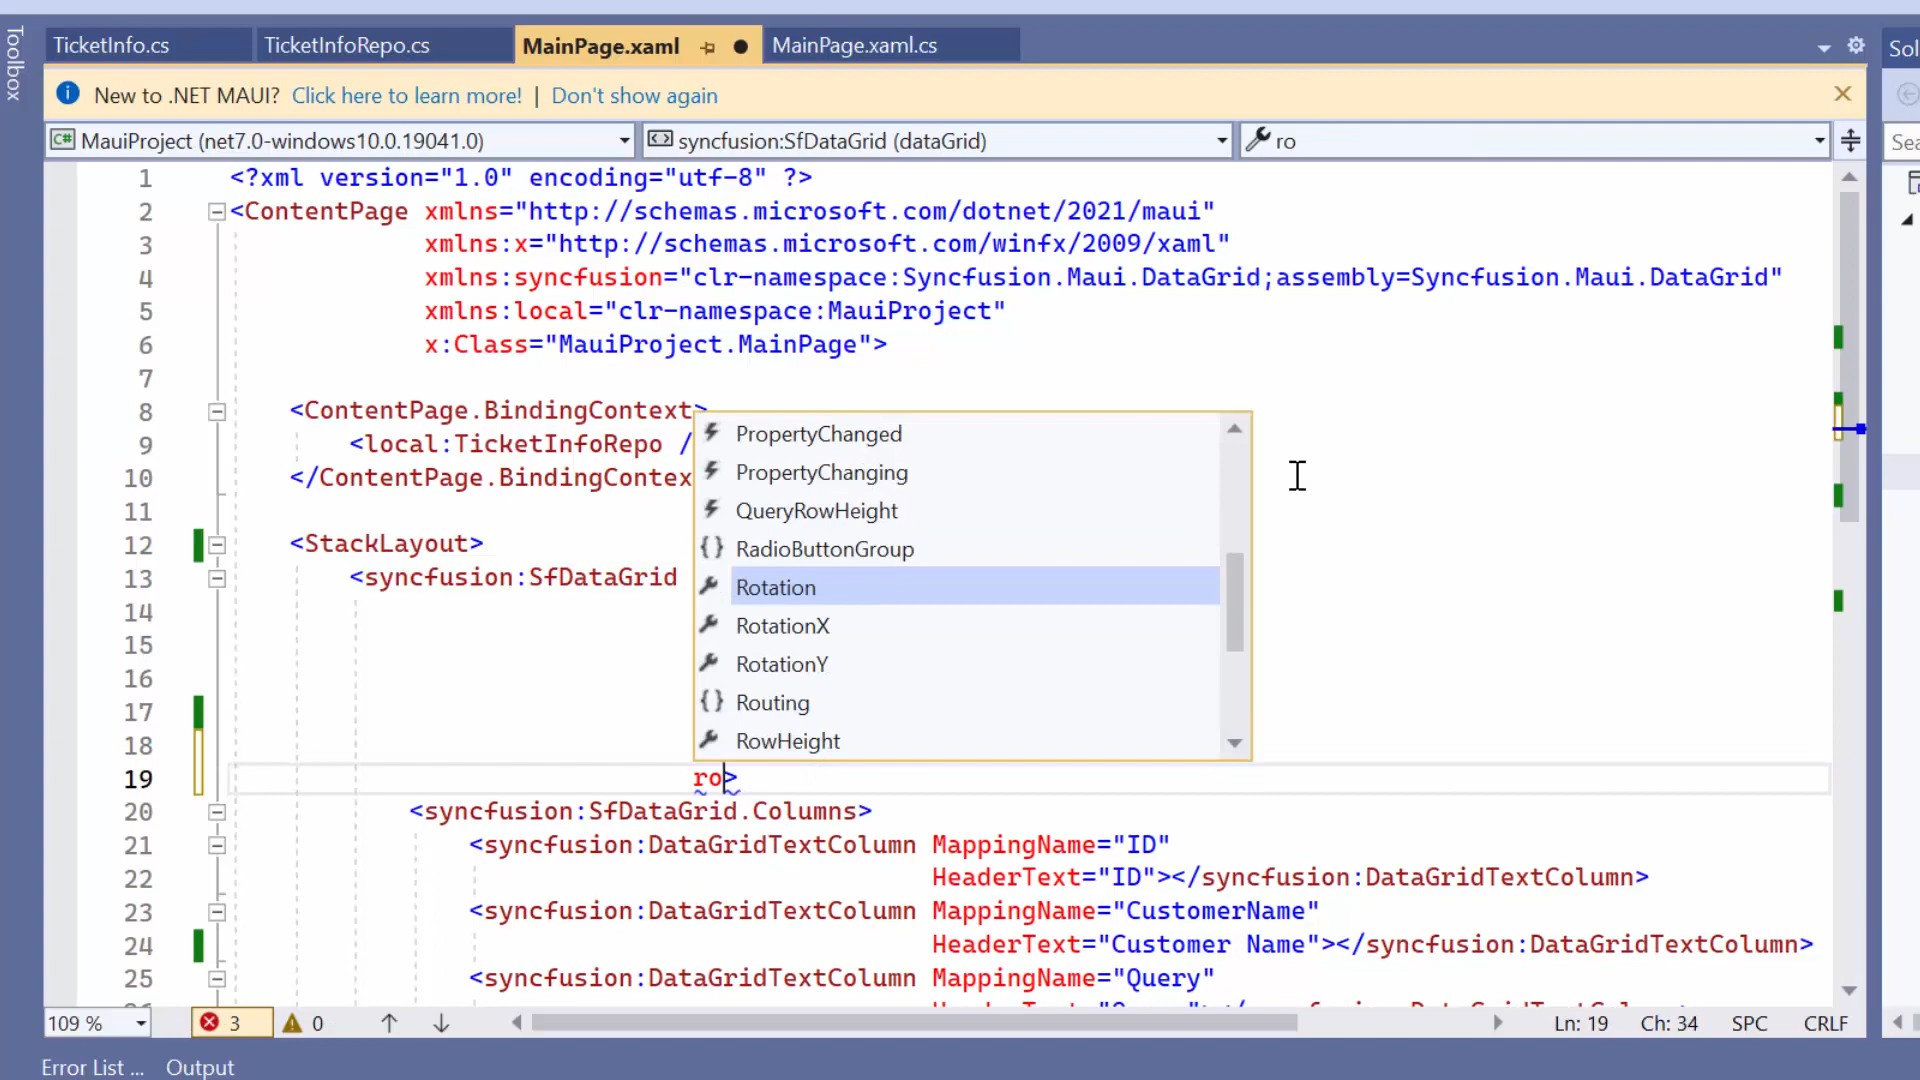 Toolbox
TicketInfo.cs
TicketInfoRepo.cs
MainPage.xaml
MainPage.xaml.cs
Sol
New to .NET MAUI? Click here to learn more! | Don't show again
MauiProject (net7.0-windows10.0.19041.0)
syncfusion:SfDataGrid (dataGrid)
ro
Sea
1 <?xml version="1.0" encoding="utf-8" ?>
2 <ContentPage xmlns="http://schemas.microsoft.com/dotnet/2021/maui"
3 xmlns:x="http://schemas.microsoft.com/winfx/2009/xaml"
4 xmlns:syncfusion="clr-namespace:Syncfusion.Maui.DataGrid;assembly=Syncfusion.Maui.DataGrid"
5 xmlns:local="clr-namespace:MauiProject"
6 x:Class="MauiProject.MainPage">
7
8 <ContentPage.BindingContext>
9 <local:TicketInfoRepo /
10 </ContentPage.BindingContex
11
12 <StackLayout>
13 <syncfusion:SfDataGrid
14
15
16
17
18
PropertyChanged
PropertyChanging
QueryRowHeight
RadioButtonGroup
Rotation
RotationX
RotationY
Routing
RowHeight
19 ro>
20 <syncfusion:SfDataGrid.Columns>
21 <syncfusion:DataGridTextColumn MappingName="ID"
22 HeaderText="ID"></syncfusion:DataGridTextColumn>
23 <syncfusion:DataGridTextColumn MappingName="CustomerName"
24 HeaderText="Customer Name"></syncfusion:DataGridTextColumn>
25 <syncfusion:DataGridTextColumn MappingName="Query"
109 %
3
0
Ln: 19
Ch: 34
SPC
CRLF
Error List ...
Output